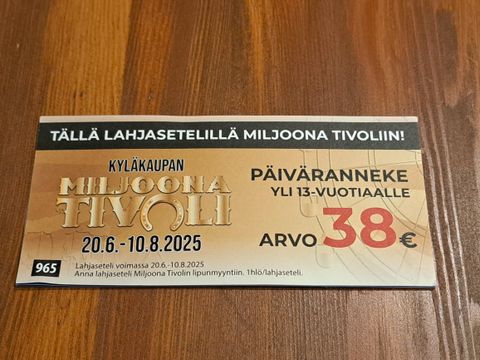 TÄLLÄ LAHJASETELILLÄ MILJOONA TIVOLIIN!
KYLÄKAUPAN
MILJOONA
TIVOLI
20.6.-10.8.2025
PÄIVÄRANNEKE
YLI 13-VUOTIAALLE
ARVO 38€
965
Lahjaseteli voimassa 20.6.-10.8.2025
Anna lahjaseteli Miljoona Tivolin lipunmyyntiin. 1hlö/lahjaseteli.